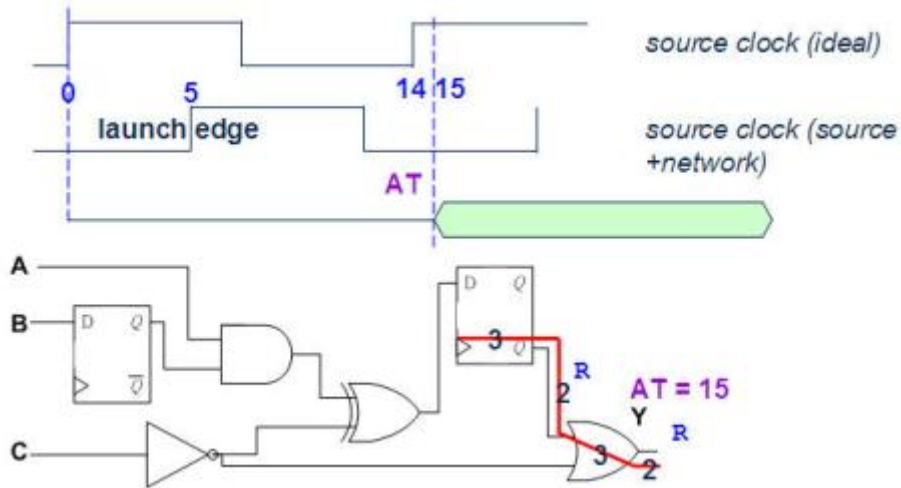 source clock (ideal)
0 5 14 15
launch edge
source clock (source
+network)
AT
A
B
D Q
Q
D Q
3
Q
R
2
AT = 15
Y
R
C
3
2